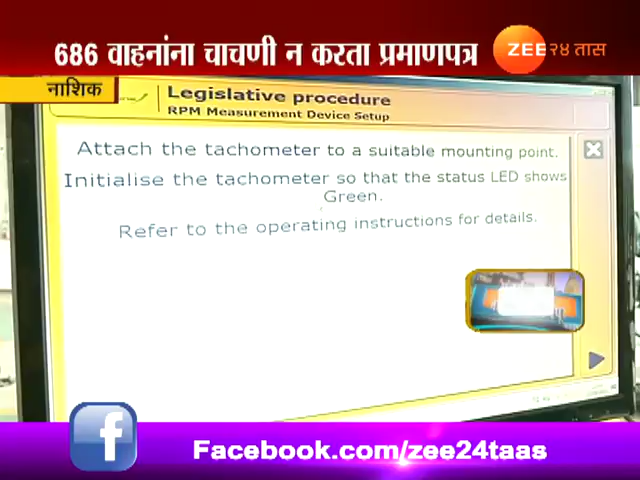 686 वाहनांना चाचणी न करता प्रमाणपत्र
ZEE २४ तास
नाशिक
Legislative procedure
RPM Measurement Device Setup
Attach the tachometer to a suitable mounting point.
Initialise the tachometer so that the status LED shows
Green.
Refer to the operating instructions for details.
Facebook.com/zee24taas